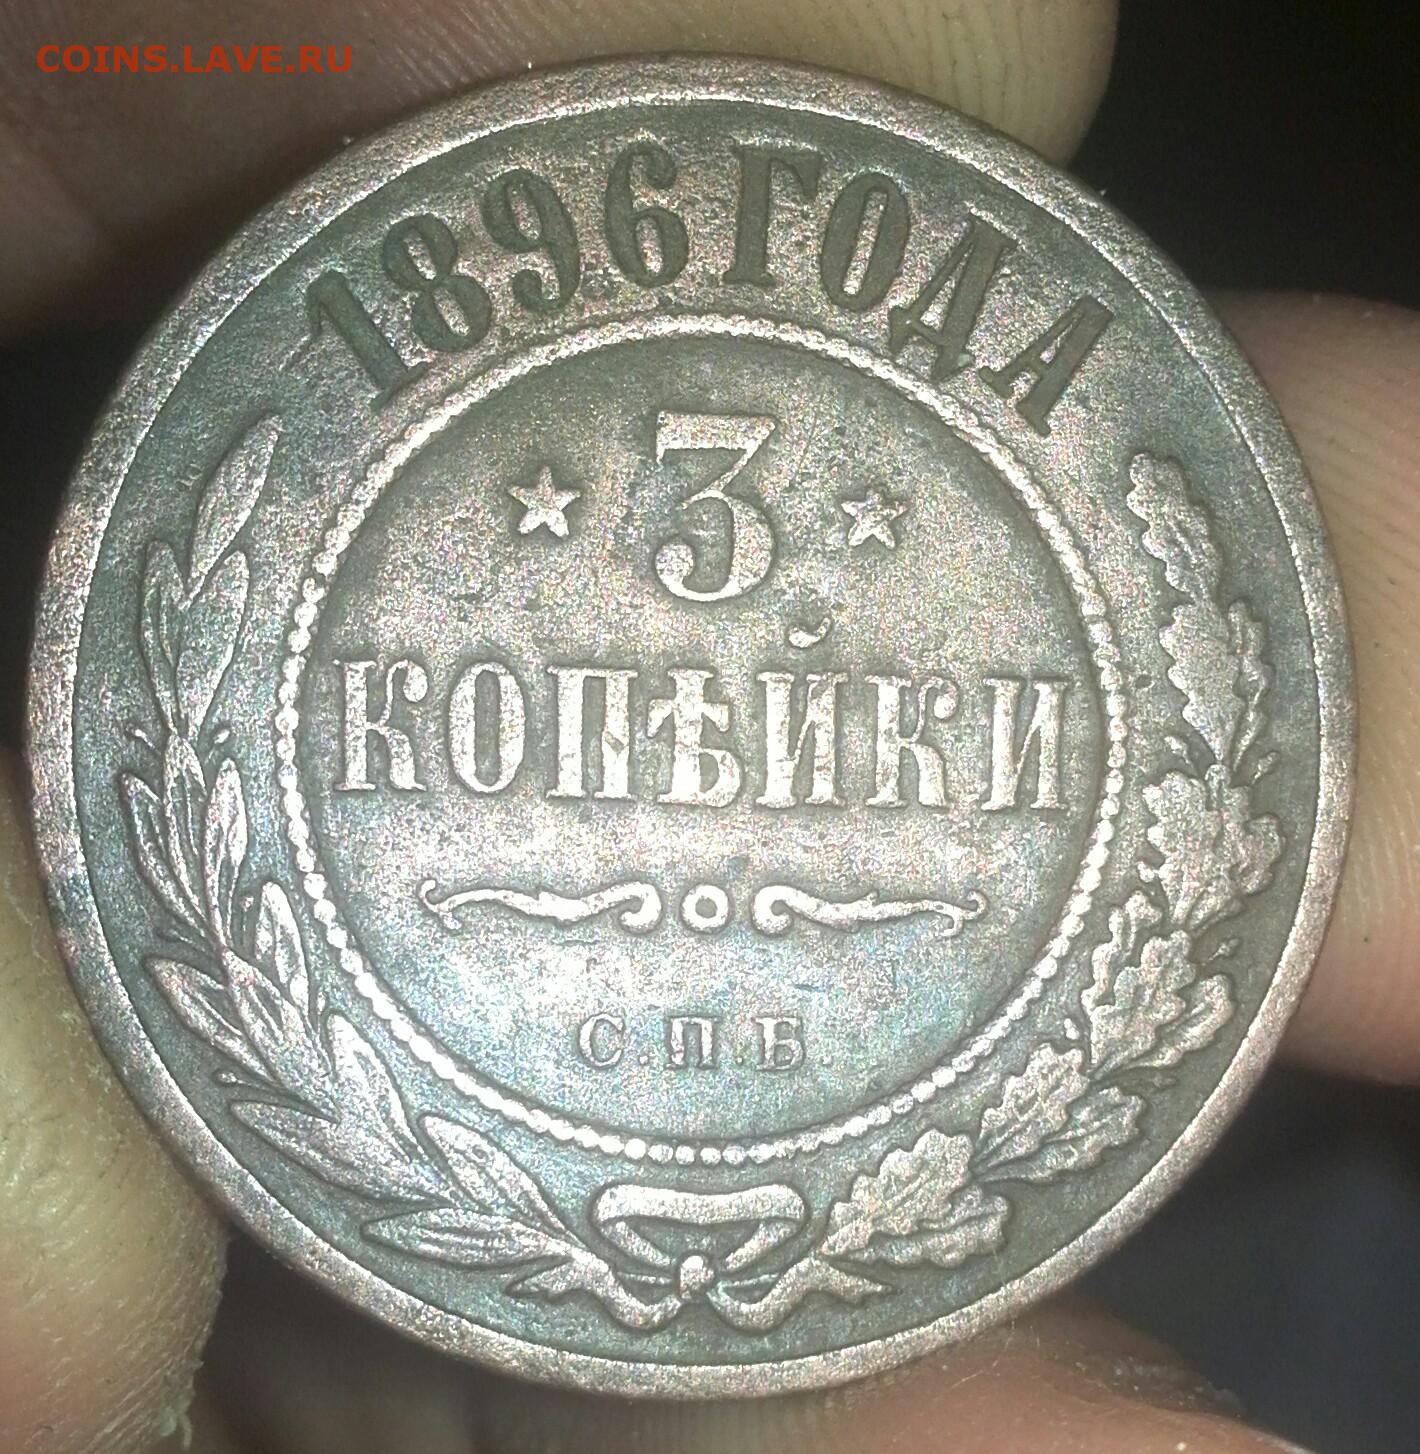 COINS.LAVE.RU
1896 ГОДА
3
КОПѢЙКИ
С.П.Б.